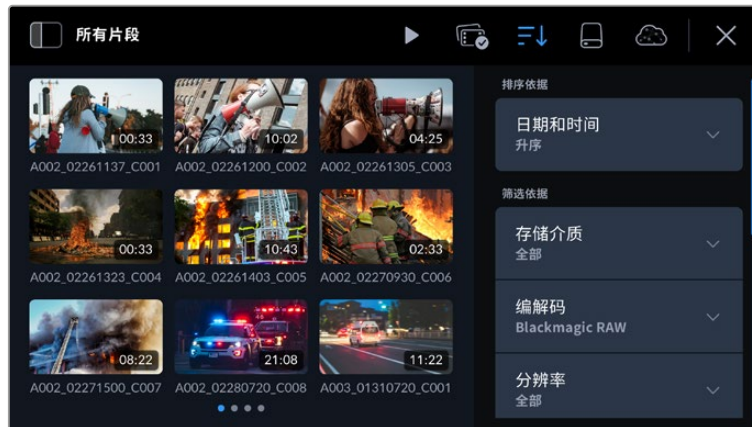 所有片段
00:33
10:02
04:25
A002_02261137_C001
A002_02261200_C002
A002_02261305_C003
00:33
10:43
02:33
A002_02261323_C004
A002_02261403_C005
A002_02270930_C006
08:22
21:08
11:22
A002_02271500_C007
A002_02280720_C008
A003_01310720_C001
排序依据
日期和时间
升序
筛选依据
存储介质
全部
编解码
Blackmagic RAW
分辨率
全部